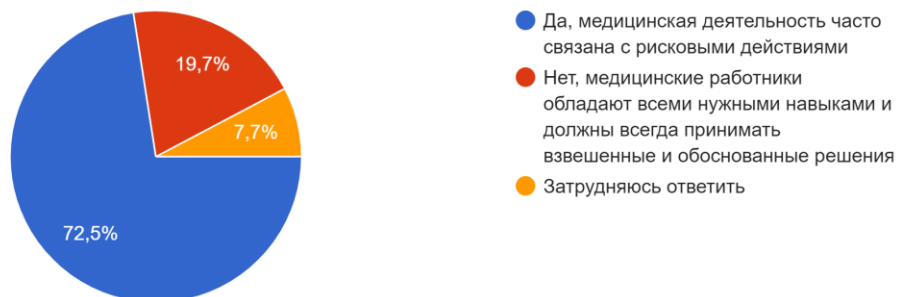 19,7%
7,7%
72,5%
Да, медицинская деятельность часто
связана с рисковыми действиями
Нет, медицинские работники
обладают всеми нужными навыками и
должны всегда принимать
взвешенные и обоснованные решения
Затрудняюсь ответить